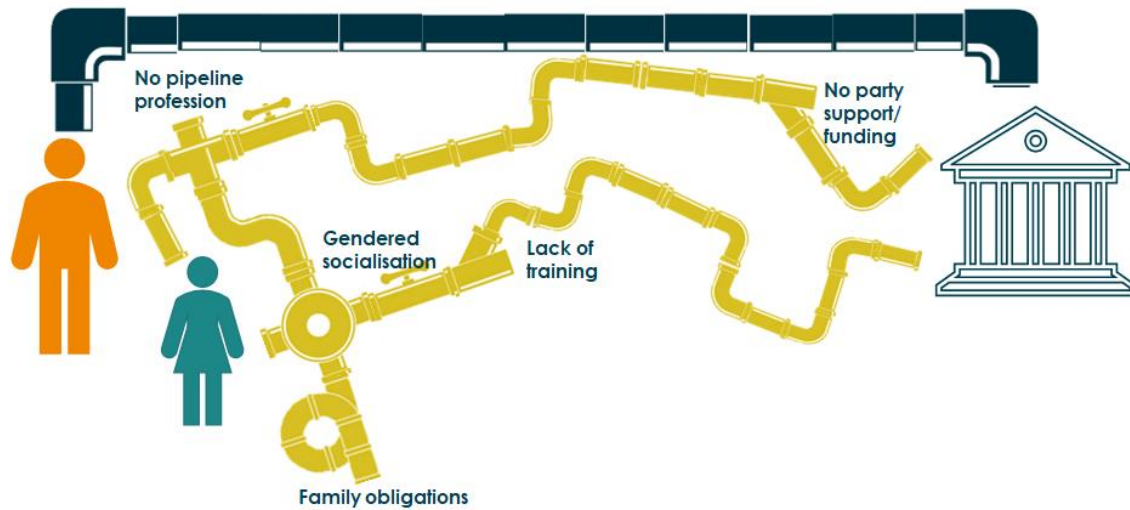 No pipeline
profession
No party
support/
funding
Gendered
socialisation
Lack of
training
Family obligations